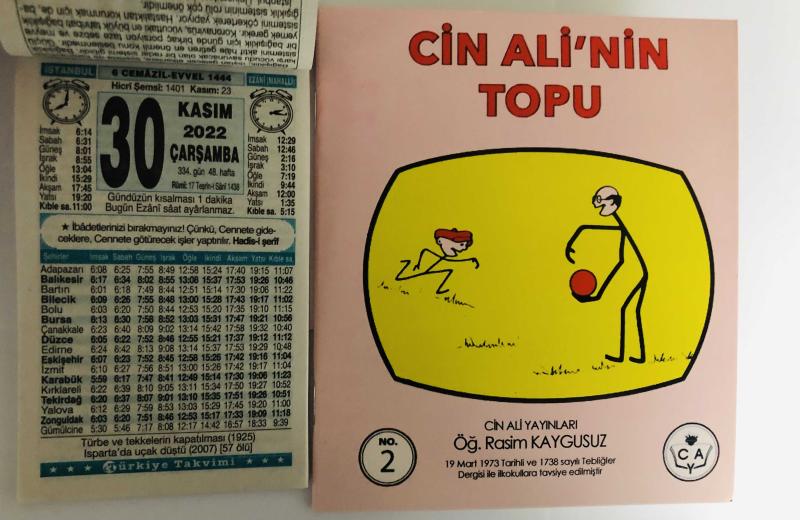 İSTANBUL
6 CEMÂZİL-EVVEL 1444
EZÂNÎ (MAHALLÎ)
Hicrî Şemsî: 1401 Kasım: 23
30
KASIM
2022
ÇARŞAMBA
334. gün 48. hafta
Rûmî: 17 Teşrin-i Sâni 1438
İmsak 6:14
Sabah 6:31
Güneş 8:01
İşrak 8:55
Öğle 13:04
İkindi 15:29
Akşam 17:45
Yatsı 19:20
Kıble sa. 11:00
İmsak 12:29
Sabah 12:46
Güneş 2:16
İşrak 3:10
Öğle 7:19
İkindi 9:44
Akşam 12:00
Yatsı 1:35
Kıble sa. 5:15
Gündüzün kısalması 1 dakika
Bugün Ezânî sâat ayârlanmaz.
★ İbâdetlerinizi bırakmayınız! Çünkü, Cennete gide-
ceklere, Cennete götürecek işler yaptırılır. Hadîs-i şerîf
Şehirler İmsak Sabah Güneş İşrak Öğle İkindi Akşam Yatsı Kıble sa.
Adapazarı 6:08 6:25 7:55 8:49 12:58 15:24 17:40 19:15 11:07
Balıkesir 6:17 6:34 8:02 8:55 13:08 15:37 17:53 19:26 10:46
Bartın 6:01 6:18 7:49 8:44 12:51 15:14 17:30 19:06 11:22
Bilecik 6:09 6:26 7:55 8:48 13:00 15:28 17:43 19:17 11:02
Bolu 6:03 6:20 7:50 8:44 12:53 15:20 17:35 19:10 11:15
Bursa 6:13 6:30 7:58 8:52 13:03 15:31 17:47 19:21 10:56
Çanakkale 6:23 6:40 8:09 9:02 13:14 15:42 17:58 19:32 10:40
Düzce 6:05 6:22 7:52 8:46 12:55 15:21 17:37 19:12 11:12
Edirne 6:24 6:42 8:13 9:08 13:14 15:37 17:53 19:29 10:48
Eskişehir 6:07 6:23 7:52 8:45 12:58 15:26 17:42 19:16 11:04
İzmit 6:10 6:27 7:56 8:51 13:00 15:26 17:42 19:17 11:04
Karabük 5:59 6:17 7:47 8:41 12:49 15:14 17:30 19:06 11:23
Kırklareli 6:22 6:39 8:10 9:05 13:11 15:34 17:50 19:27 10:52
Tekirdağ 6:20 6:37 8:07 9:01 13:10 15:35 17:51 19:26 10:51
Yalova 6:12 6:29 7:59 8:53 13:03 15:29 17:45 19:20 11:00
Zonguldak 6:03 6:20 7:51 8:46 12:53 15:17 17:33 19:09 11:18
Gümülcine 5:30 5:46 7:17 8:08 12:17 14:42 16:57 18:33 9:39
Türbe ve tekkelerin kapatılması (1925)
Isparta'da uçak düştü (2007) [57 ölü]
Türkiye Takvimi
CİN ALİ'NİN
TOPU
CİN ALİ YAYINLARI
Öğ. Rasim KAYGUSUZ
19 Mart 1973 Tarihli ve 1738 sayılı Tebliğler
Dergisi ile ilkokullara tavsiye edilmiştir
NO.
2
C A
Y